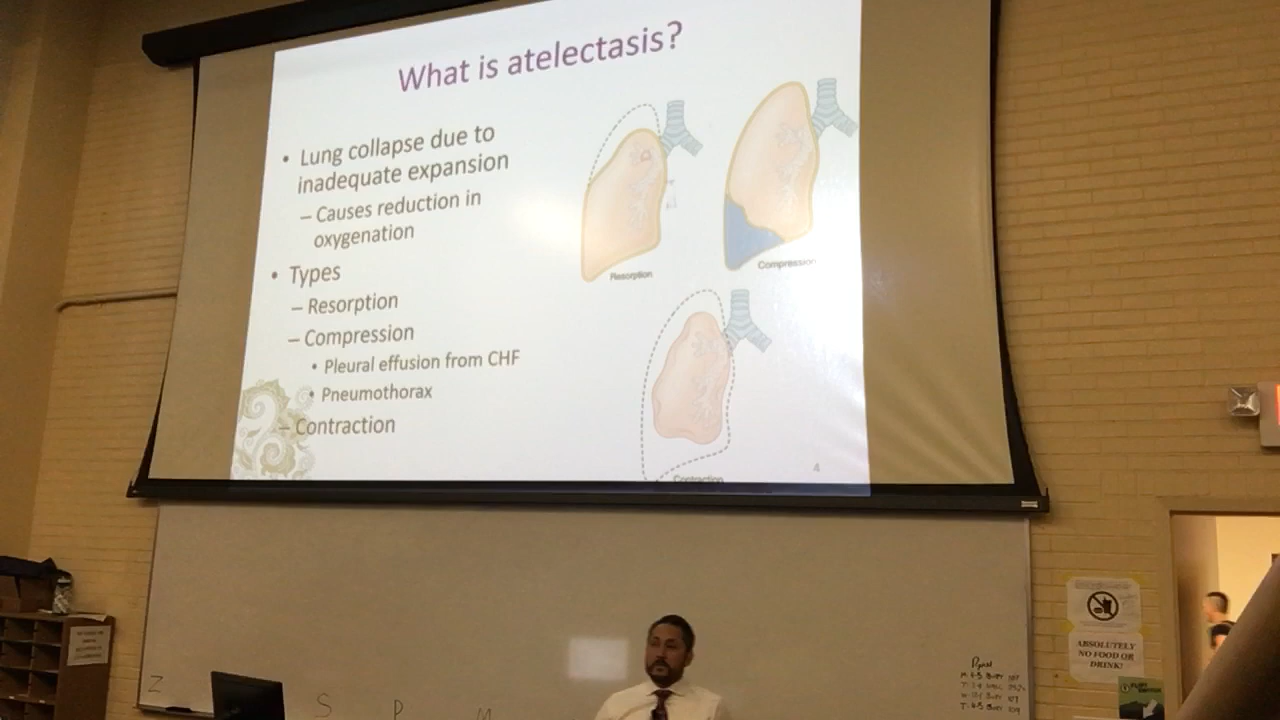 What is atelectasis?
• Lung collapse due to
inadequate expansion
– Causes reduction in
oxygenation
• Types
– Resorption
– Compression
• Pleural effusion from CHF
• Pneumothorax
– Contraction
Resorption
Compression
Contraction
4
Z
S
P
M
ABSOLUTELY
NO FOOD OR
DRINK!